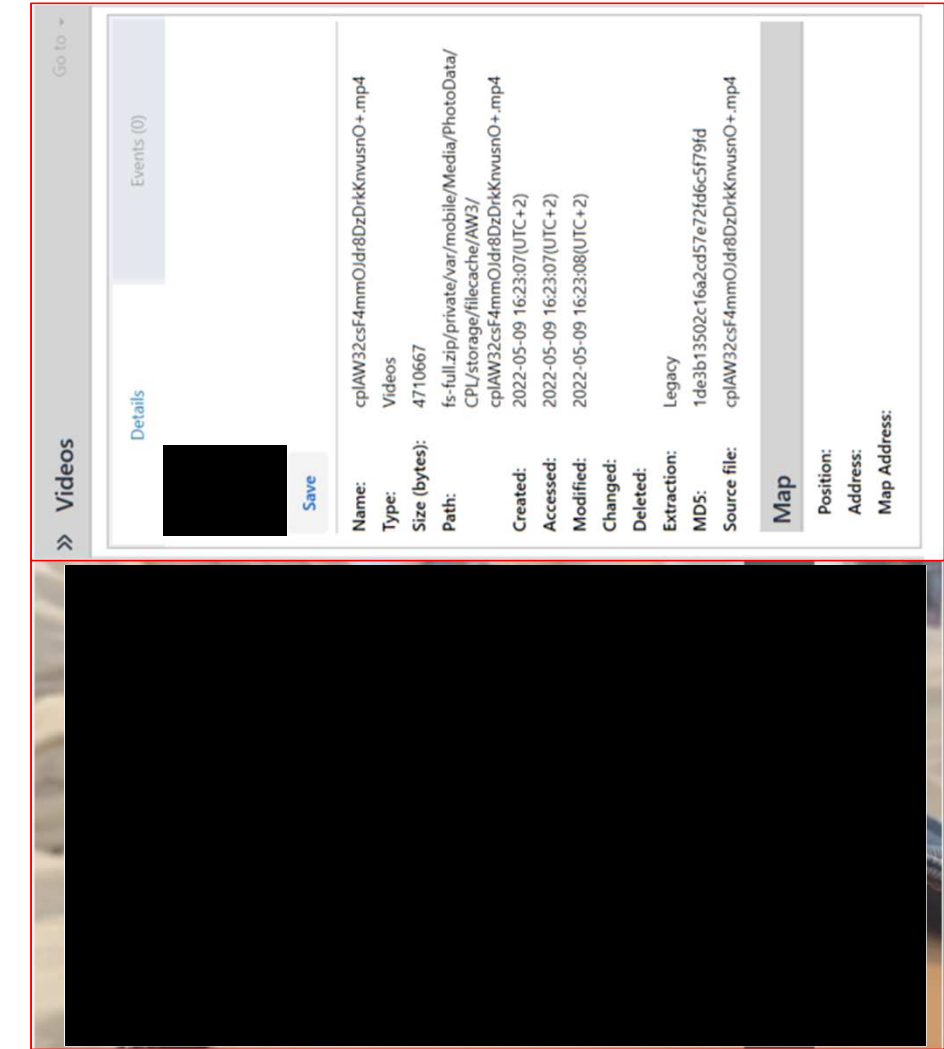 Videos
Go to
Details
Events (0)
Save
Name: cplAW32csF4mmOJdr8DzDrkKnvusnO+.mp4
Type: Videos
Size (bytes): 4710667
Path: fs-full.zip/private/var/mobile/Media/PhotoData/
CPL/storage/filecache/AW3/
cplAW32csF4mmOJdr8DzDrkKnvusnO+.mp4
Created: 2022-05-09 16:23:07(UTC+2)
Accessed: 2022-05-09 16:23:07(UTC+2)
Modified: 2022-05-09 16:23:08(UTC+2)
Changed:
Deleted:
Extraction: Legacy
MD5: 1de3b13502c16a2cd57e72fd6c5f79fd
Source file: cplAW32csF4mmOJdr8DzDrkKnvusnO+.mp4
Map
Position:
Address:
Map Address: